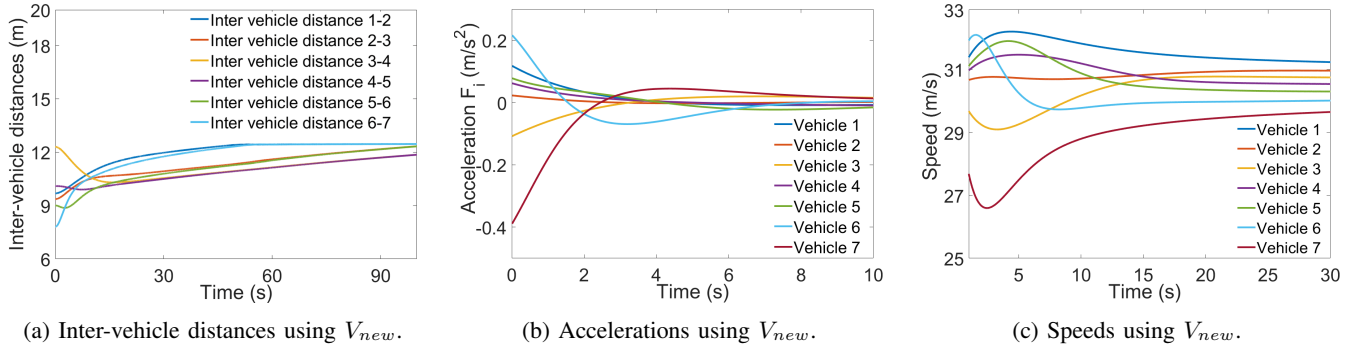 20
18
15
12
9
6
0
30
60
90
Inter-vehicle distances (m)
Time (s)
Inter vehicle distance 1-2
Inter vehicle distance 2-3
Inter vehicle distance 3-4
Inter vehicle distance 4-5
Inter vehicle distance 5-6
Inter vehicle distance 6-7
(a) Inter-vehicle distances using V_new.
0.2
0
-0.2
-0.4
0
2
4
6
8
10
Acceleration F_i (m/s²)
Time (s)
Vehicle 1
Vehicle 2
Vehicle 3
Vehicle 4
Vehicle 5
Vehicle 6
Vehicle 7
(b) Accelerations using V_new.
33
31
29
27
25
5
10
15
20
25
30
Speed (m/s)
Time (s)
Vehicle 1
Vehicle 2
Vehicle 3
Vehicle 4
Vehicle 5
Vehicle 6
Vehicle 7
(c) Speeds using V_new.